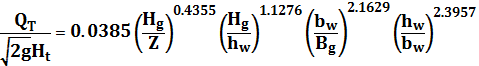 Q_T / √2gH_t = 0.0385 (H_g / Z)^0.4355 (H_g / h_w)^1.1276 (b_w / B_g)^2.1629 (h_w / b_w)^2.3957